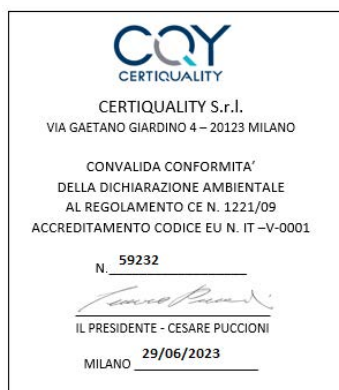 CQY
CERTIQUALITY
CERTIQUALITY S.r.l.
VIA GAETANO GIARDINO 4 – 20123 MILANO
CONVALIDA CONFORMITA’
DELLA DICHIARAZIONE AMBIENTALE
AL REGOLAMENTO CE N. 1221/09
ACCREDITAMENTO CODICE EU N. IT –V-0001
N. 59232
IL PRESIDENTE - CESARE PUCCIONI
MILANO 29/06/2023